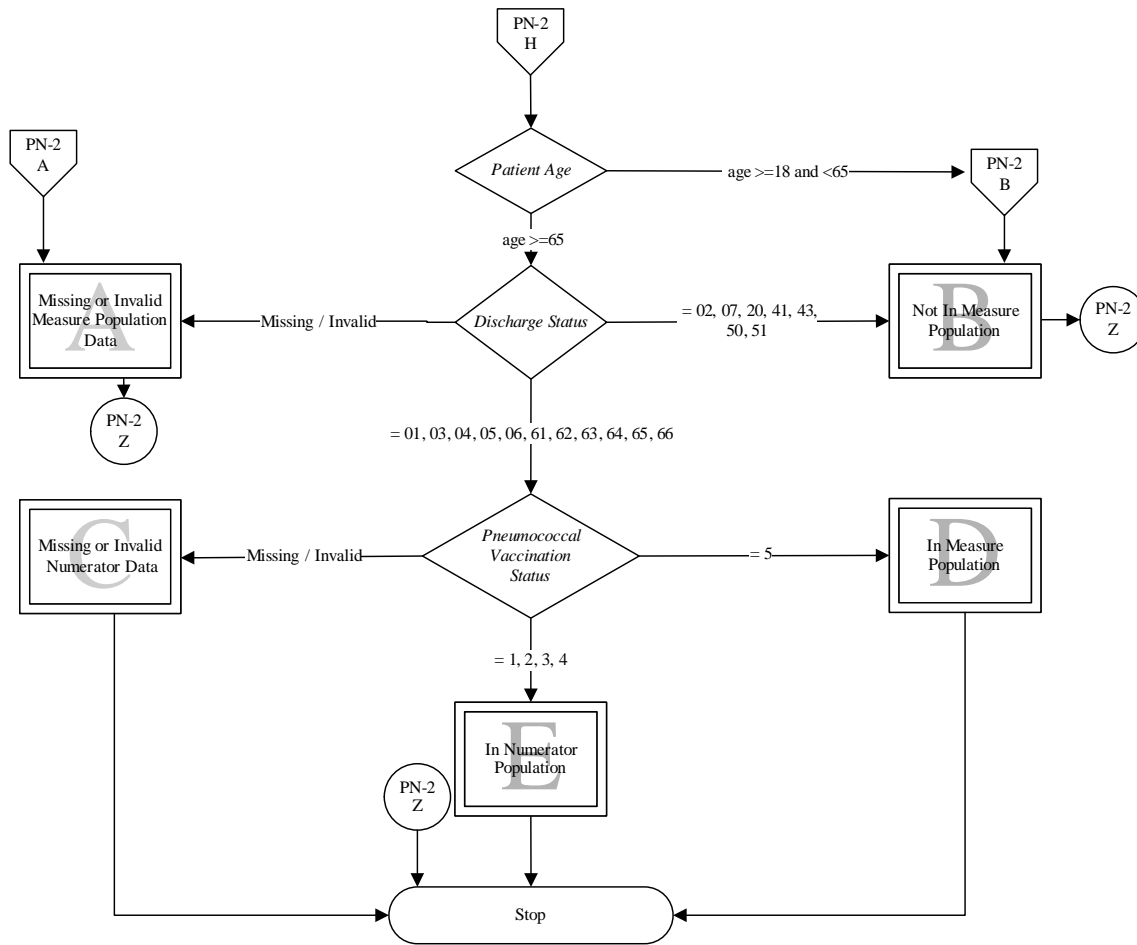 PN-2
H
PN-2
A
Patient Age
age >=18 and <65
PN-2
B
age >=65
Missing or Invalid
Measure Population
Data
A
Missing / Invalid
Discharge Status
= 02, 07, 20, 41, 43,
50, 51
Not In Measure
Population
B
PN-2
Z
PN-2
Z
= 01, 03, 04, 05, 06, 61, 62, 63, 64, 65, 66
Missing or Invalid
Numerator Data
C
Missing / Invalid
Pneumococcal
Vaccination
Status
= 5
In Measure
Population
D
= 1, 2, 3, 4
In Numerator
Population
E
PN-2
Z
Stop